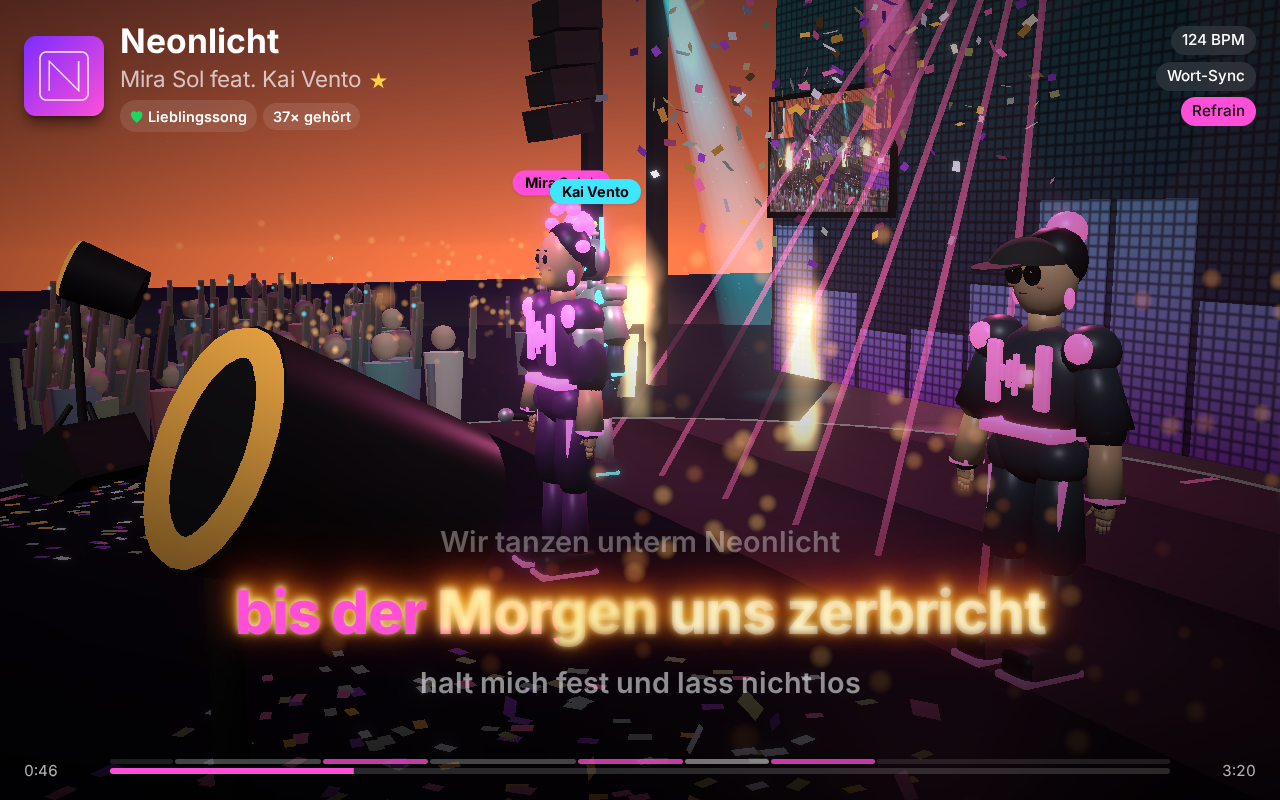 Neonlicht
Mira Sol feat. Kai Vento ★
Lieblingssong
37× gehört
124 BPM
Wort-Sync
Refrain
N
Kai Vento
Wir tanzen unterm Neonlicht
bis der Morgen uns zerbricht
halt mich fest und lass nicht los
0:46
3:20